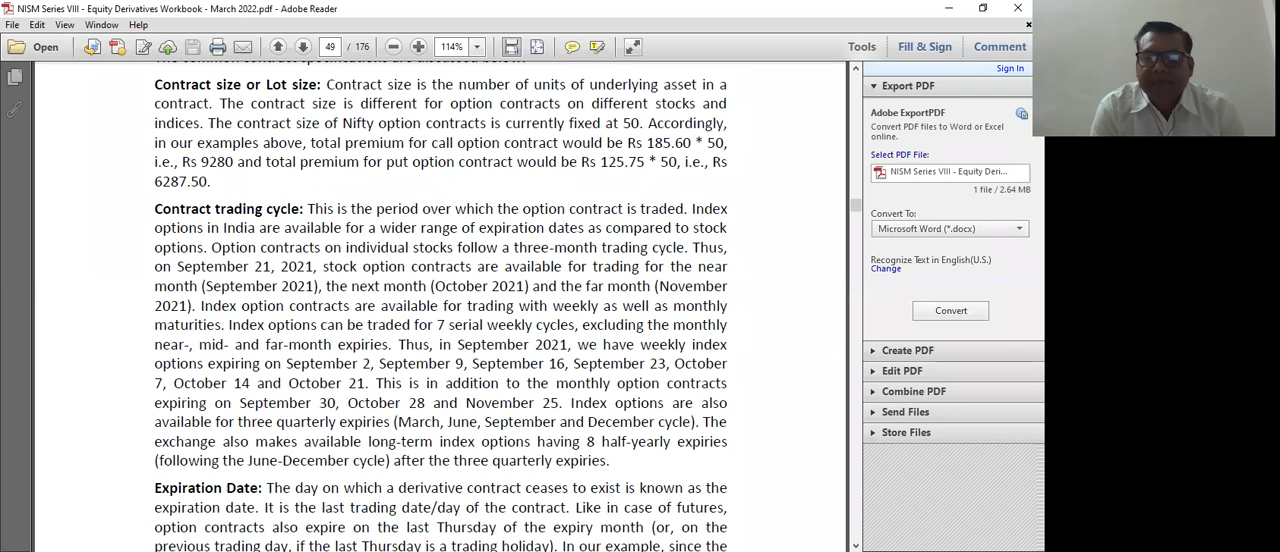 NISM Series VIII - Equity Derivatives Workbook - March 2022.pdf - Adobe Reader
File Edit View Window Help
Open 49 / 176 114% Tools Fill & Sign Comment
Sign In
Export PDF
Adobe ExportPDF
Convert PDF files to Word or Excel
online.
Select PDF File:
NISM Series VIII - Equity Deri...
1 file / 2.64 MB
Convert To:
Microsoft Word (*.docx)
Recognize Text in English(U.S.)
Change
Convert
Create PDF
Edit PDF
Combine PDF
Send Files
Store Files
Contract size or Lot size: Contract size is the number of units of underlying asset in a
contract. The contract size is different for option contracts on different stocks and
indices. The contract size of Nifty option contracts is currently fixed at 50. Accordingly,
in our examples above, total premium for call option contract would be Rs 185.60 * 50,
i.e., Rs 9280 and total premium for put option contract would be Rs 125.75 * 50, i.e., Rs
6287.50.
Contract trading cycle: This is the period over which the option contract is traded. Index
options in India are available for a wider range of expiration dates as compared to stock
options. Option contracts on individual stocks follow a three-month trading cycle. Thus,
on September 21, 2021, stock option contracts are available for trading for the near
month (September 2021), the next month (October 2021) and the far month (November
2021). Index option contracts are available for trading with weekly as well as monthly
maturities. Index options can be traded for 7 serial weekly cycles, excluding the monthly
near-, mid- and far-month expiries. Thus, in September 2021, we have weekly index
options expiring on September 2, September 9, September 16, September 23, October
7, October 14 and October 21. This is in addition to the monthly option contracts
expiring on September 30, October 28 and November 25. Index options are also
available for three quarterly expiries (March, June, September and December cycle). The
exchange also makes available long-term index options having 8 half-yearly expiries
(following the June-December cycle) after the three quarterly expiries.
Expiration Date: The day on which a derivative contract ceases to exist is known as the
expiration date. It is the last trading date/day of the contract. Like in case of futures,
option contracts also expire on the last Thursday of the expiry month (or, on the
previous trading day, if the last Thursday is a trading holiday). In our example, since the